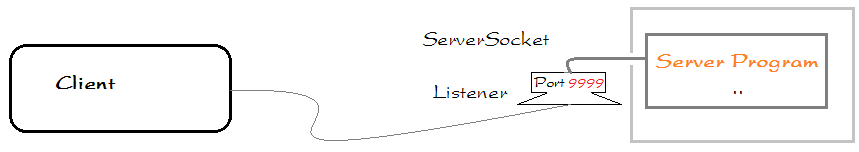 ServerSocket
Client
Listener
Port 9999
Server Program
..